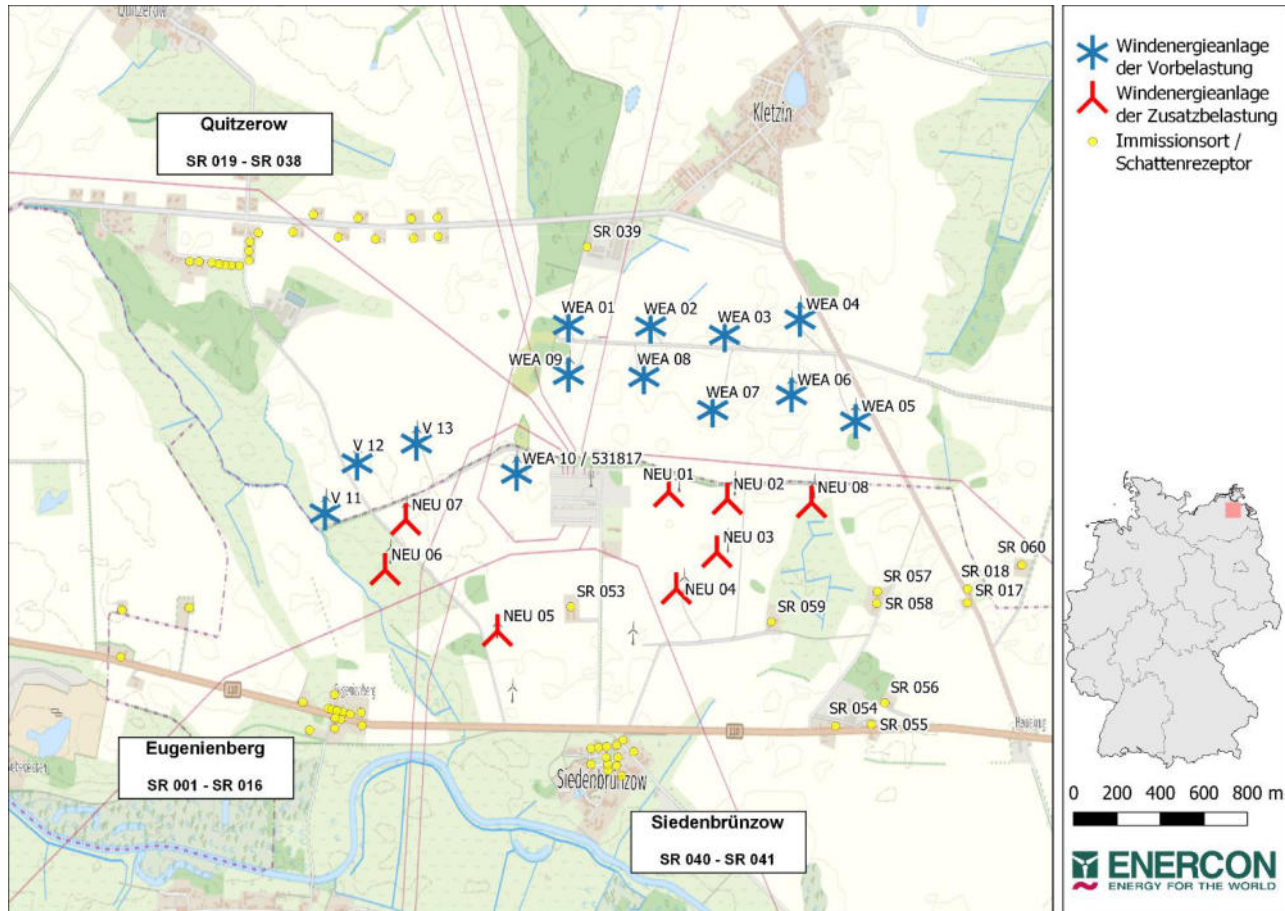 Quitzerow
Quitzerow
SR 019 - SR 038
Kletzin
SR 039
WEA 01
WEA 02
WEA 03
WEA 04
WEA 09
WEA 08
WEA 07
WEA 06
WEA 05
V 13
V 12
WEA 10 / 531817
V 11
NEU 01
NEU 02
NEU 08
NEU 07
NEU 03
NEU 06
NEU 04
NEU 05
SR 053
SR 059
SR 057
SR 058
SR 018
SR 017
SR 060
SR 056
SR 054
SR 055
110
110
Eugenienberg
SR 001 - SR 016
Siedenbrünzow
Siedenbrünzow
SR 040 - SR 041
Windenergieanlage
der Vorbelastung
Windenergieanlage
der Zusatzbelastung
Immissionsort /
Schattenrezeptor
0 200 400 600 800 m
ENERCON
ENERGY FOR THE WORLD